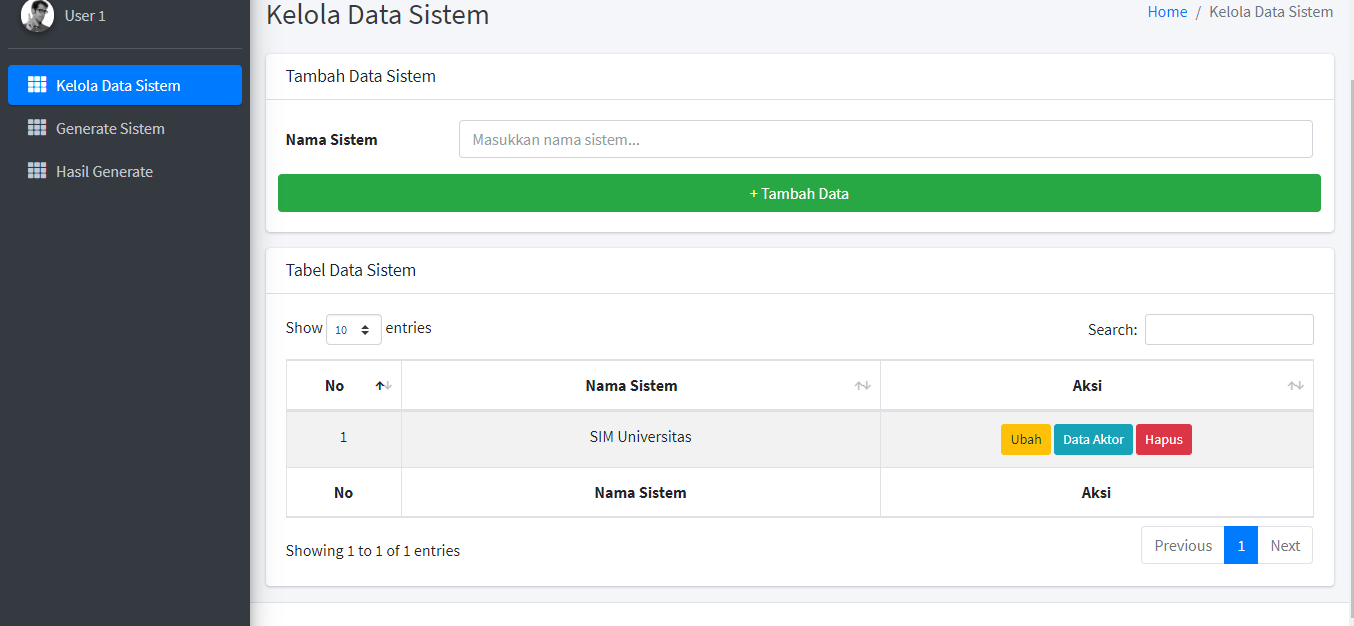 User 1
Kelola Data Sistem
Generate Sistem
Hasil Generate
Kelola Data Sistem
Home / Kelola Data Sistem
Tambah Data Sistem
Nama Sistem Masukkan nama sistem...
+ Tambah Data
Tabel Data Sistem
Show 10 entries Search:
No Nama Sistem Aksi
1 SIM Universitas Ubah Data Aktor Hapus
No Nama Sistem Aksi
Showing 1 to 1 of 1 entries Previous 1 Next